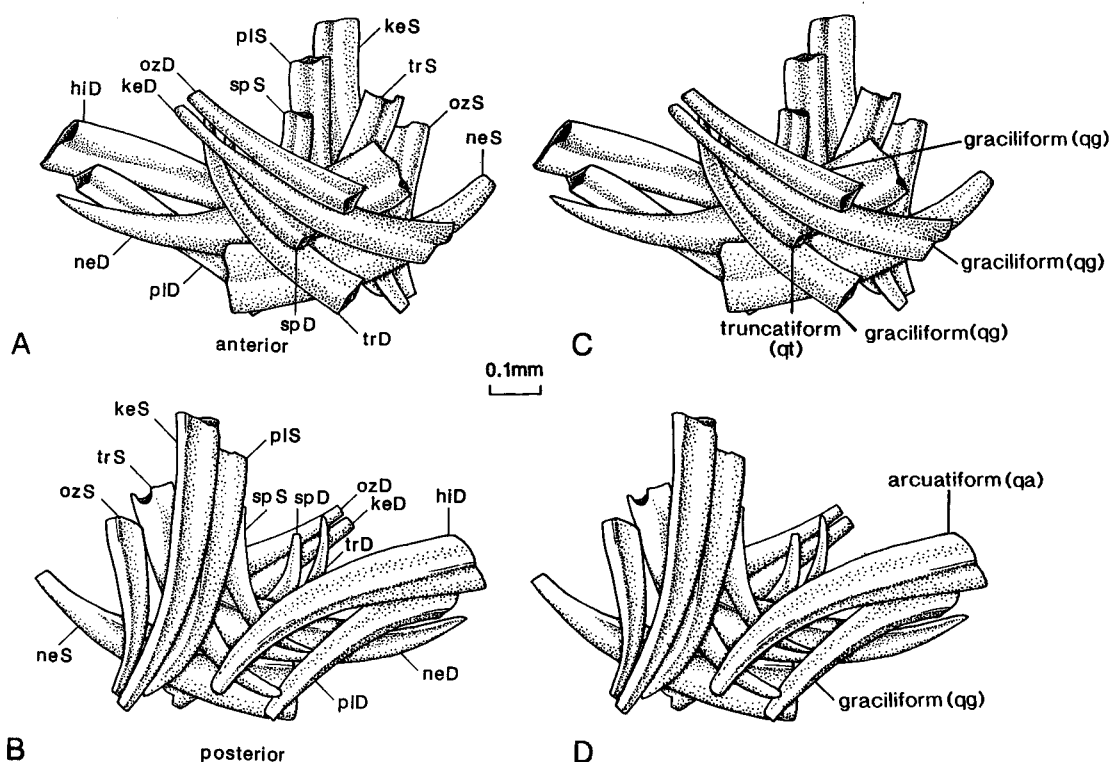 keS
plS
trS
ozD
spS
keD
hiD
ozS
neS
neD
plD
spD
trD
A
anterior
graciliform (qg)
graciliform (qg)
truncatiform
(qt)
graciliform (qg)
C
0.1mm
keS
plS
trS
ozS
spS
spD
ozD
keD
hiD
trD
neS
neD
plD
B
posterior
arcuatiform (qa)
graciliform (qg)
D